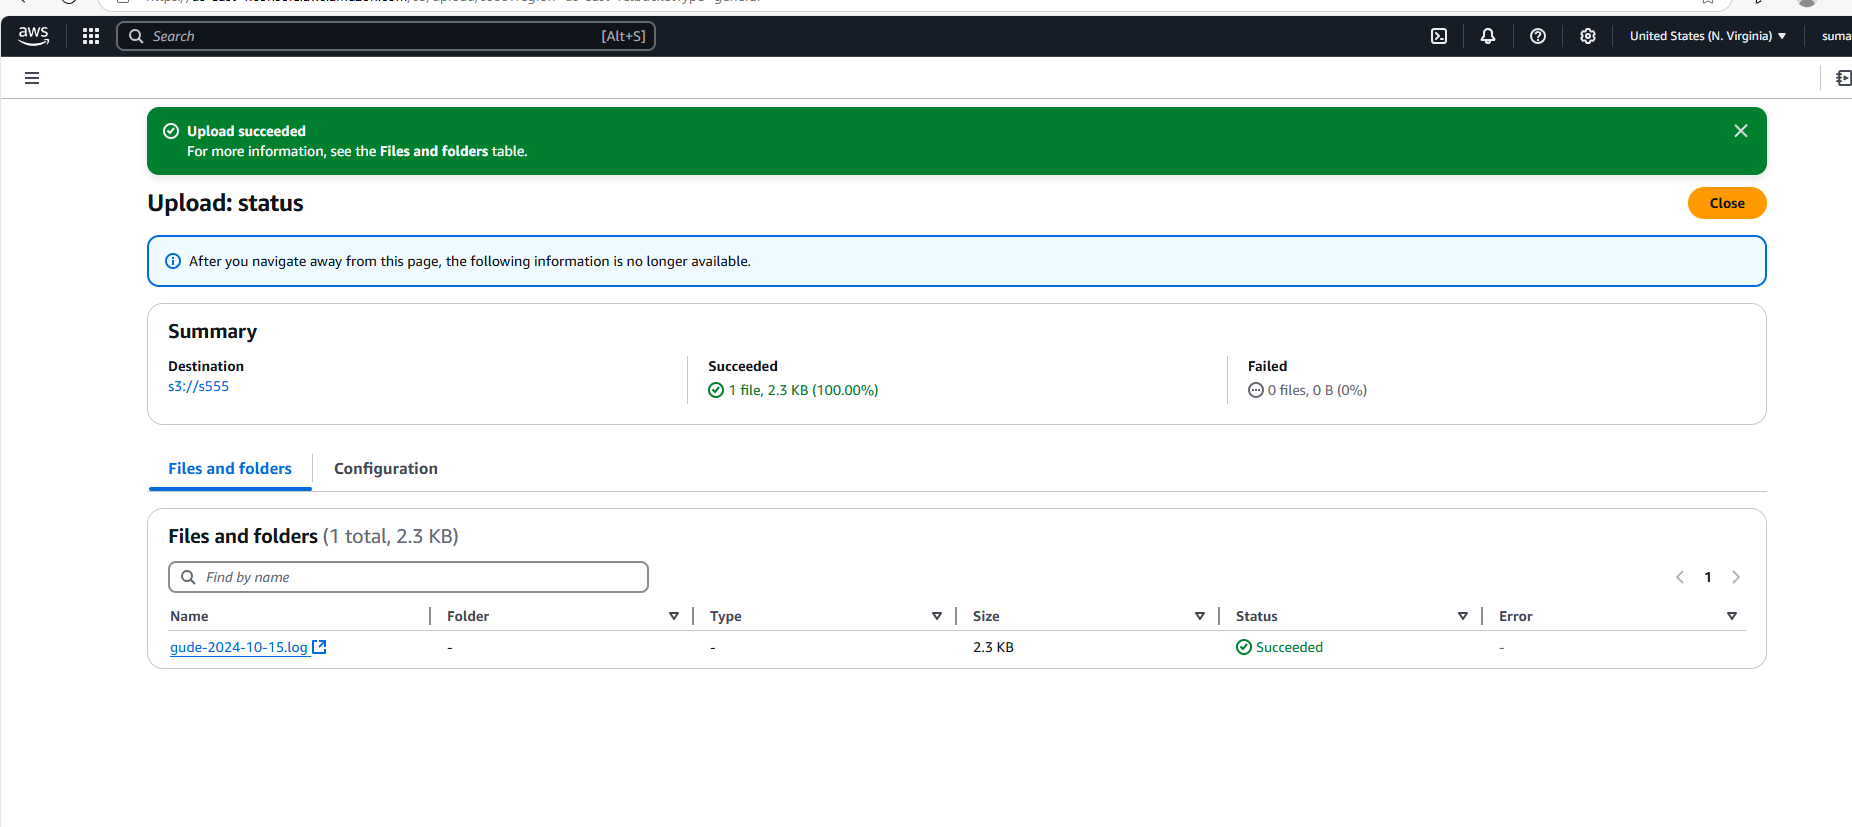 aws
Search [Alt+S]
United States (N. Virginia)
suma
Upload succeeded
For more information, see the Files and folders table.
Upload: status
Close
After you navigate away from this page, the following information is no longer available.
Summary
Destination
s3://s555
Succeeded
1 file, 2.3 KB (100.00%)
Failed
0 files, 0 B (0%)
Files and folders
Configuration
Files and folders (1 total, 2.3 KB)
Find by name
1
Name Folder Type Size Status Error
gude-2024-10-15.log - - 2.3 KB Succeeded -